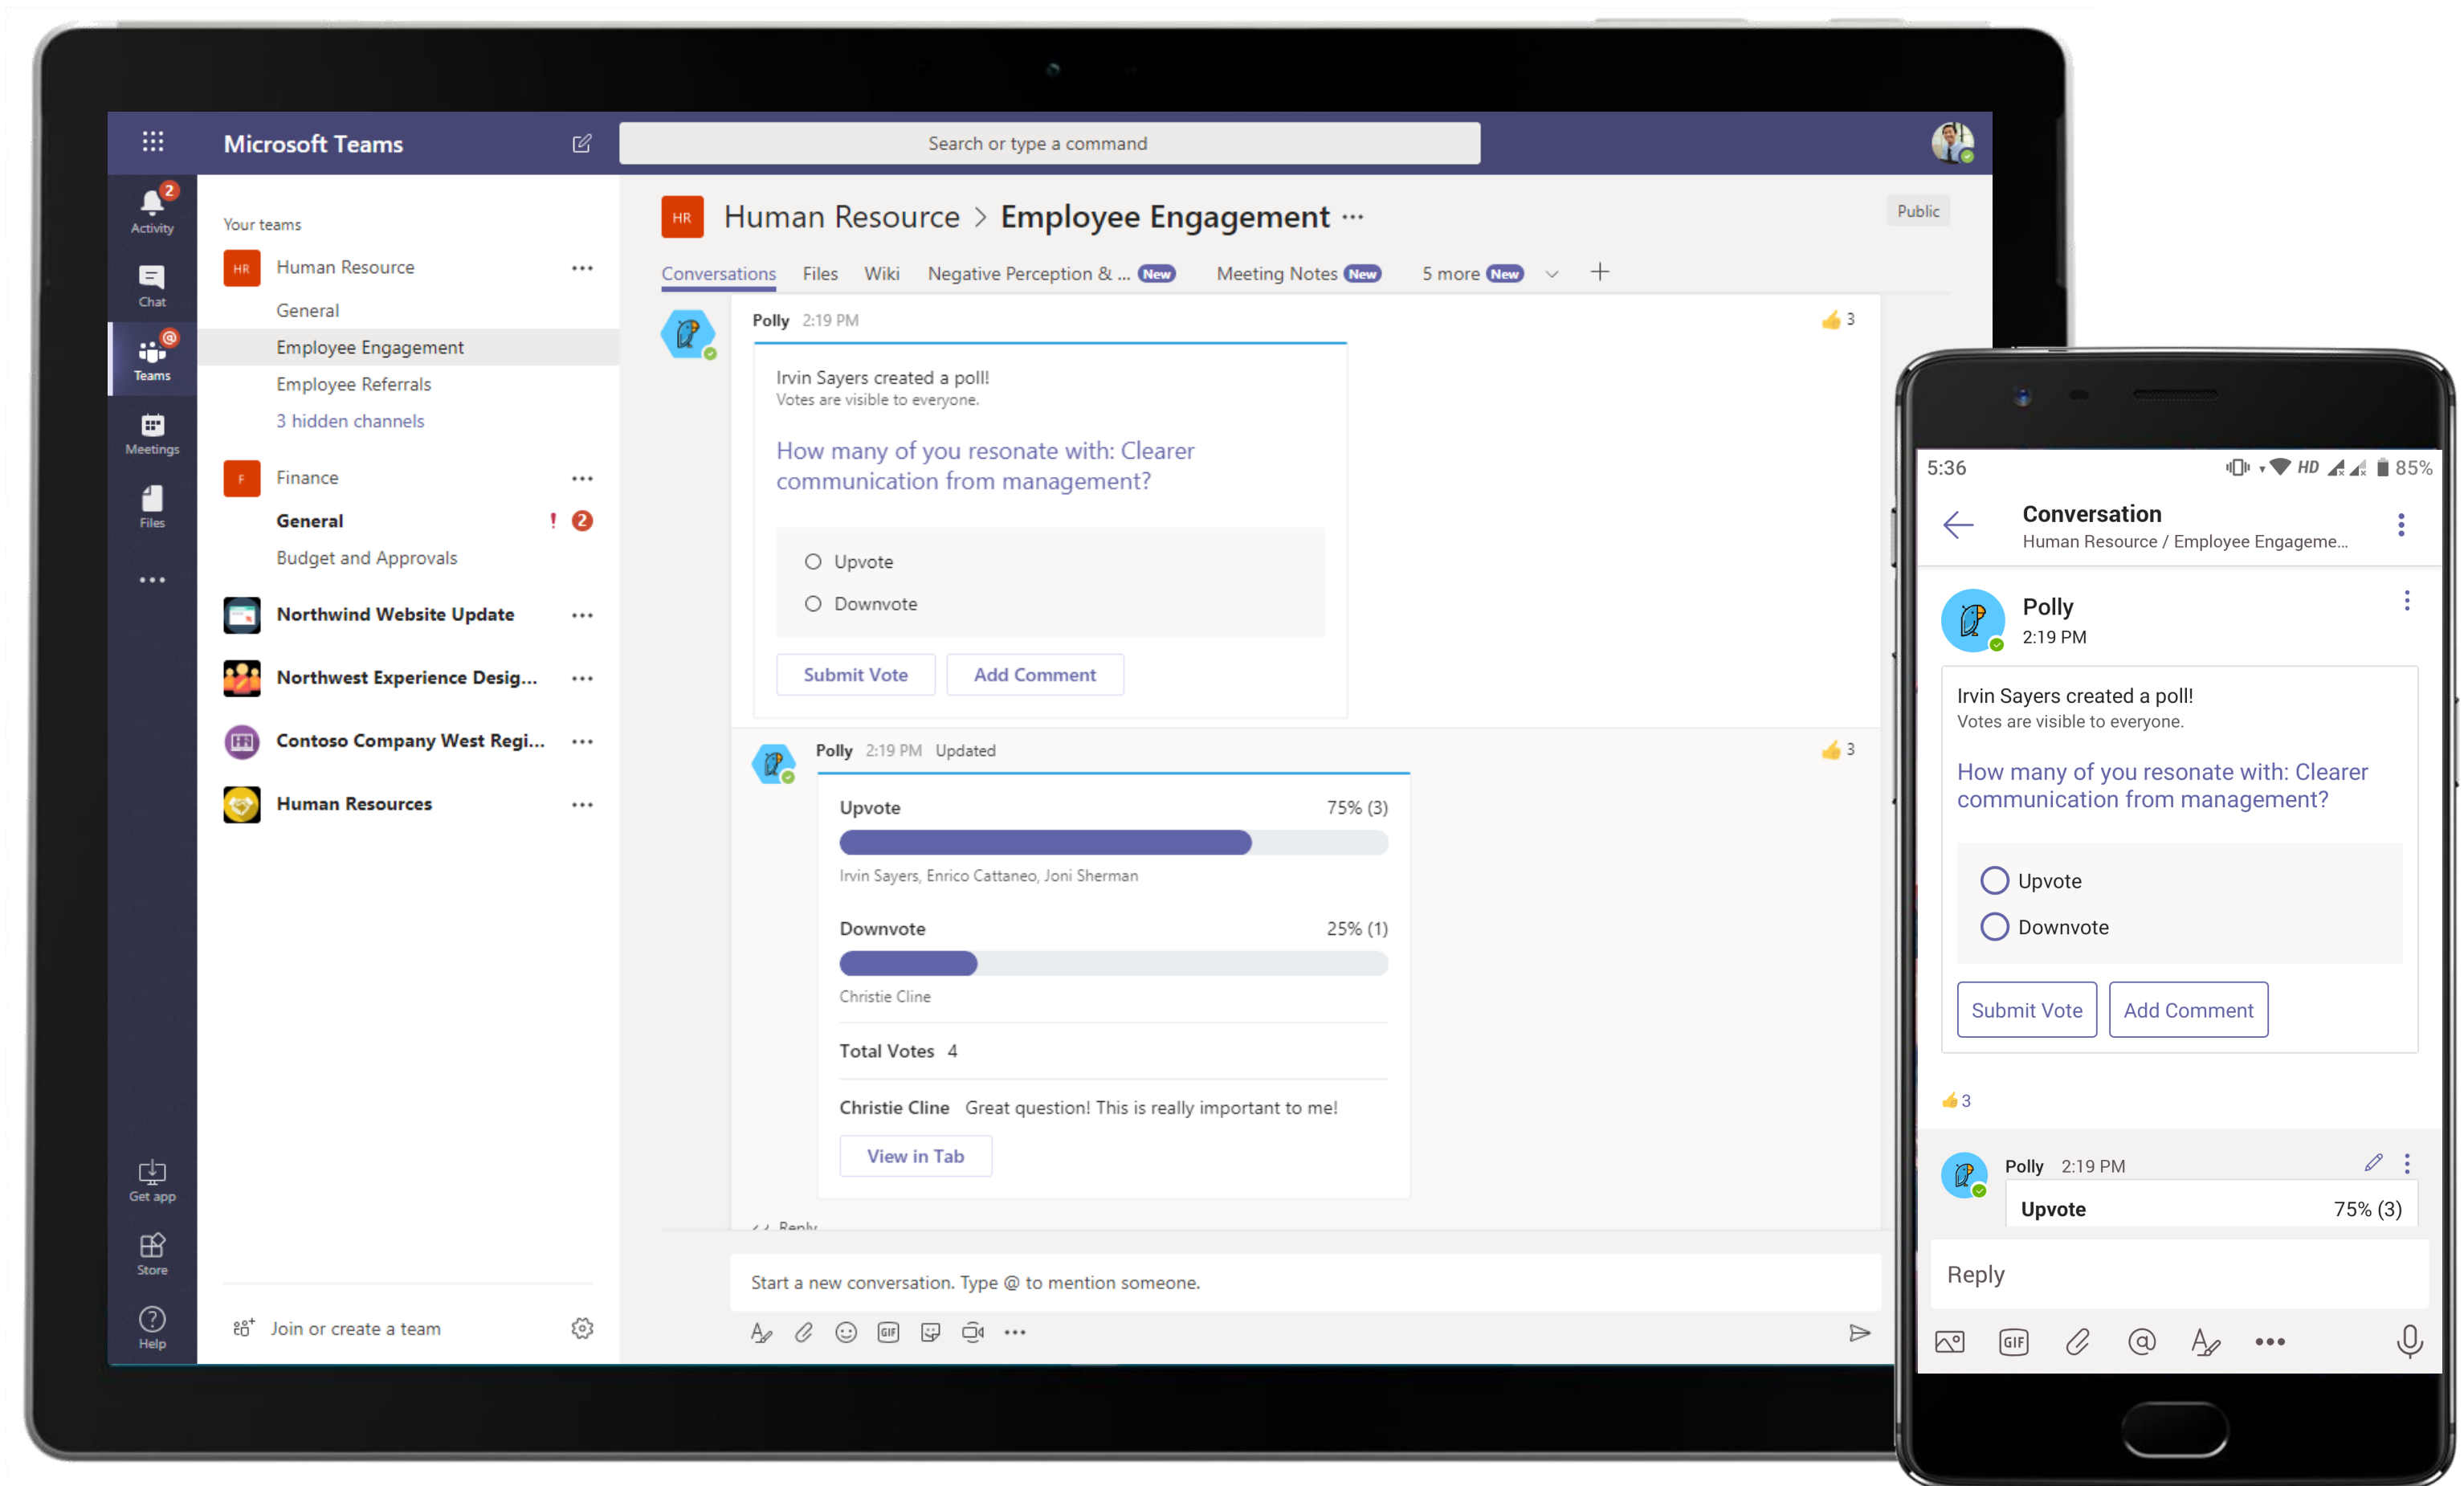 Microsoft Teams
Search or type a command
2
Activity
Chat
@
Teams
Meetings
Files
Get app
Store
Help
Your teams
HR Human Resource
General
Employee Engagement
Employee Referrals
3 hidden channels
F Finance
General ! 2
Budget and Approvals
Northwind Website Update
Northwest Experience Desig...
Contoso Company West Regi...
Human Resources
Join or create a team
HR Human Resource > Employee Engagement ...
Public
Conversations Files Wiki Negative Perception & ... New Meeting Notes New 5 more New
Polly 2:19 PM 3
Irvin Sayers created a poll!
Votes are visible to everyone.
How many of you resonate with: Clearer
communication from management?
Upvote
Downvote
Submit Vote Add Comment
Polly 2:19 PM Updated 3
Upvote 75% (3)
Irvin Sayers, Enrico Cattaneo, Joni Sherman
Downvote 25% (1)
Christie Cline
Total Votes 4
Christie Cline Great question! This is really important to me!
View in Tab
Reply
Start a new conversation. Type @ to mention someone.
GIF
5:36 HD 85%
Conversation
Human Resource / Employee Engageme...
Polly
2:19 PM
Irvin Sayers created a poll!
Votes are visible to everyone.
How many of you resonate with: Clearer
communication from management?
Upvote
Downvote
Submit Vote Add Comment
3
Polly 2:19 PM
Upvote 75% (3)
Reply
GIF @